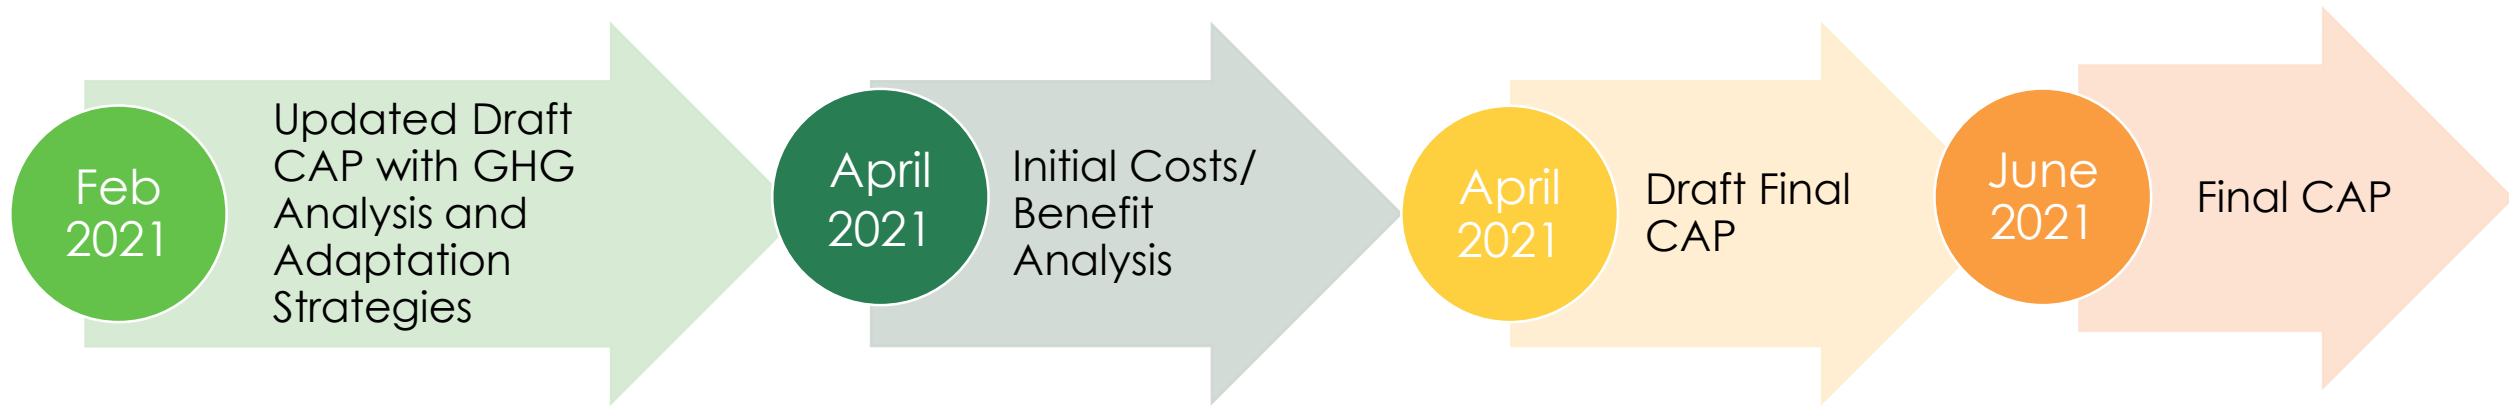 Feb
2021
Updated Draft
CAP with GHG
Analysis and
Adaptation
Strategies
April
2021
Initial Costs/
Benefit
Analysis
April
2021
Draft Final
CAP
June
2021
Final CAP